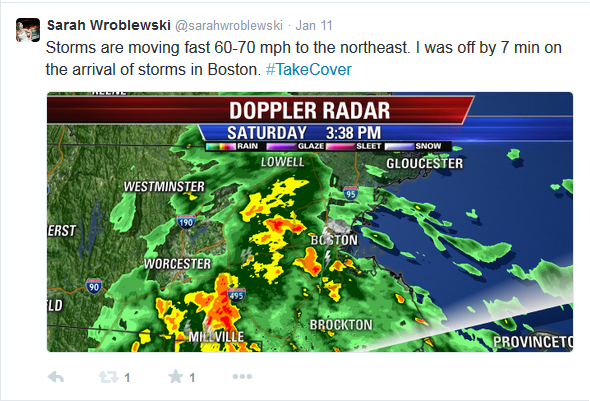 Sarah Wroblewski @sarahwroblewski · Jan 11
Storms are moving fast 60-70 mph to the northeast. I was off by 7 min on
the arrival of storms in Boston. #TakeCover
DOPPLER RADAR
SATURDAY 3:38 PM
RAIN GLAZE SLEET SNOW
LOWELL
GLOUCESTER
WESTMINSTER
95
190
ERST
BOSTON
WORCESTER
90
495
LD
BROCKTON
MILLVILLE
PROVINCETO
1 1